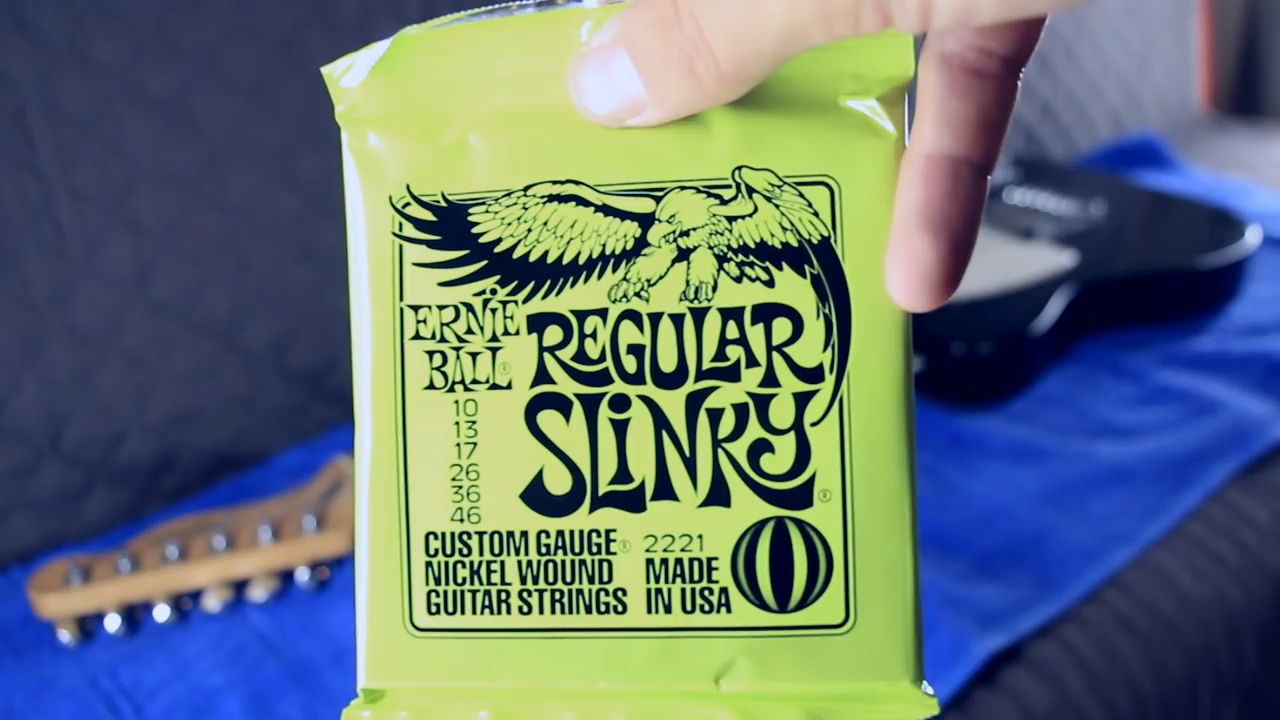 ERNIE
BALL®
REGULAR
SLINKY®
10
13
17
26
36
46
CUSTOM GAUGE®
NICKEL WOUND
GUITAR STRINGS
2221
MADE
IN USA